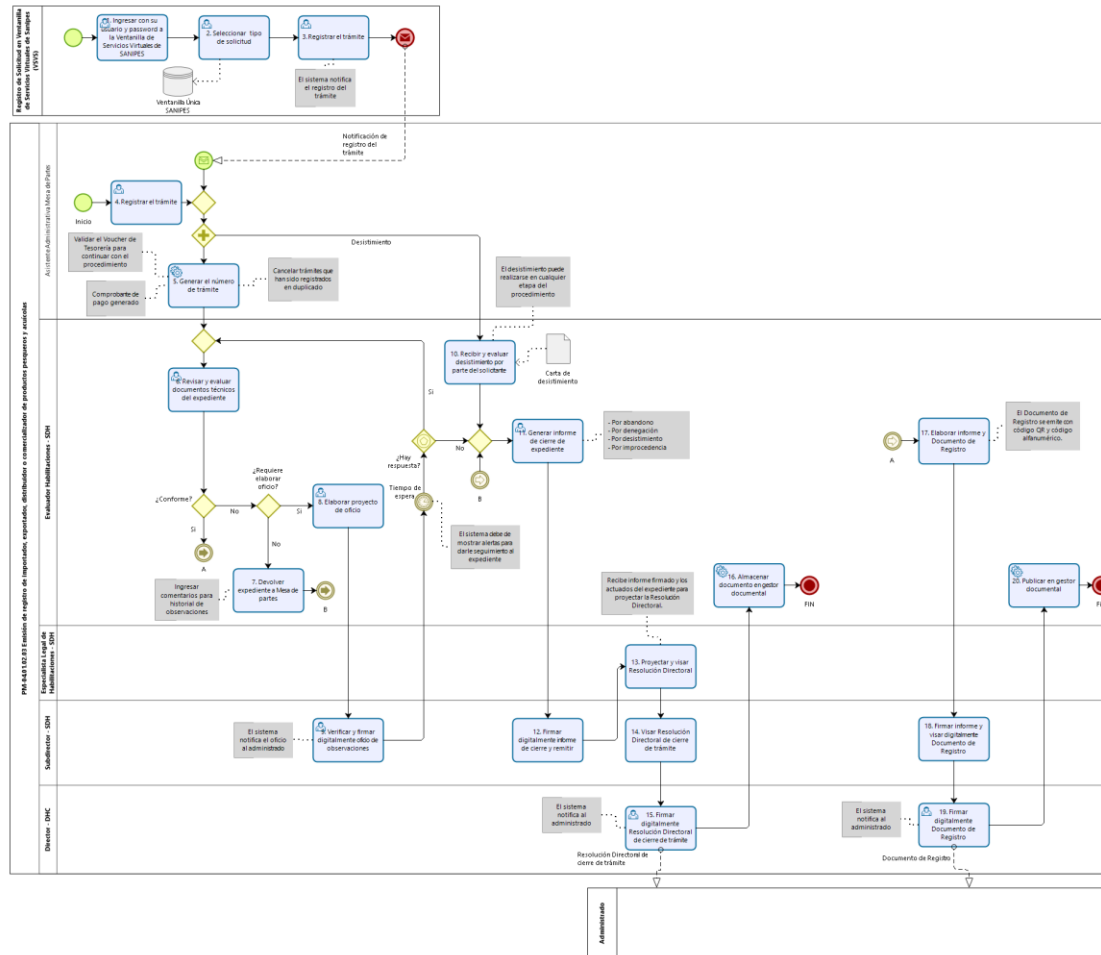 Registro de Solicitud en Ventanilla
de Servicios Virtuales de Sanipes
(VSVS)
1. Ingresar con su
usuario y password a
la Ventanilla de
Servicios Virtuales de
SANIPES
2. Seleccionar tipo
de solicitud
3. Registrar el trámite
Ventanilla Única
SANIPES
El sistema notifica
el registro del
trámite
Notificación de
registro del
trámite
PM-04.01.02.03 Emisión de registro de importador, exportador, distribuidor o comercializador de productos pesqueros y acuícolas
Asistente Administrativa Mesa de Partes
4. Registrar el trámite
Inicio
Validar el Voucher de
Tesorería para
continuar con el
procedimiento
Comprobante de
pago generado
5. Generar el número
de trámite
Cancelar trámites que
han sido registrados
en duplicado
Desistimiento
El desistimiento puede
realizarse en cualquier
etapa del
procedimiento
Evaluador Habilitaciones - SDH
6. Revisar y evaluar
documentos técnicos
del expediente
10. Recibir y evaluar
desistimiento por
parte del solicitante
Carta de
desistimiento
Si
¿Hay
respuesta?
No
11. Generar informe
de cierre de
expediente
- Por abandono
- Por denegación
- Por desistimiento
- Por improcedencia
B
A
17. Elaborar informe y
Documento de
Registro
El Documento de
Registro se emite con
código QR y código
alfanumérico.
¿Conforme?
No
Si
A
¿Requiere
elaborar
oficio?
Si
No
8. Elaborar proyecto
de oficio
Tiempo de
espera
El sistema debe de
mostrar alertas para
darle seguimiento al
expediente
Ingresar
comentarios para
historial de
observaciones
7. Devolver
expediente a Mesa de
partes
B
Recibe informe firmado y los
actuados del expediente para
proyectar la Resolución
Directoral.
16. Almacenar
documento en gestor
documental
FIN
20. Publicar en gestor
documental
Especialista Legal de
Habilitaciones - SDH
13. Proyectar y visar
Resolución Directoral
Subdirector - SDH
El sistema
notifica el oficio
al administrado
9. Verificar y firmar
digitalmente oficio de
observaciones
12. Firmar
digitalmente informe
de cierre y remitir
14. Visar Resolución
Directoral de cierre
de trámite
18. Firmar informe y
visar digitalmente
Documento de
Registro
Director - DHC
El sistema
notifica al
administrado
15. Firmar
digitalmente
Resolución Directoral
de cierre de trámite
Resolución Directoral de
cierre de trámite
El sistema
notifica al
administrado
19. Firmar
digitalmente
Documento de
Registro
Documento de Registro
Administrado